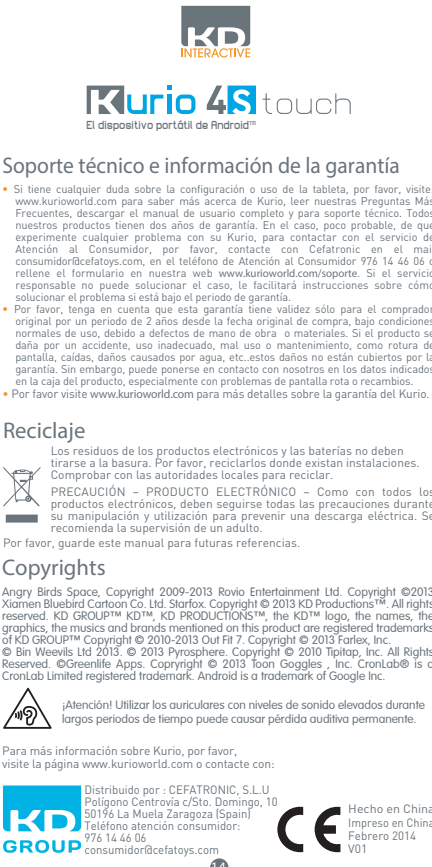 KD
INTERACTIVE
Kurio 4S touch
El dispositivo portátil de Android™
Soporte técnico e información de la garantía
• Si tiene cualquier duda sobre la configuración o uso de la tableta, por favor, visite
www.kurioworld.com para saber más acerca de Kurio, leer nuestras Preguntas Más
Frecuentes, descargar el manual de usuario completo y para soporte técnico. Todos
nuestros productos tienen dos años de garantía. En el caso, poco probable, de que
experimente cualquier problema con su Kurio, para contactar con el servicio de
Atención al Consumidor, por favor, contacte con Cefatronic en el mail
consumidor@cefatoys.com, en el teléfono de Atención al Consumidor 976 14 46 06 o
rellene el formulario en nuestra web www.kurioworld.com/soporte. Si el servicio
responsable no puede solucionar el caso, le facilitará instrucciones sobre cómo
solucionar el problema si está bajo el periodo de garantía.
• Por favor, tenga en cuenta que esta garantía tiene validez sólo para el comprador
original por un periodo de 2 años desde la fecha original de compra, bajo condiciones
normales de uso, debido a defectos de mano de obra o materiales. Si el producto se
daña por un accidente, uso inadecuado, mal uso o mantenimiento, como rotura de
pantalla, caídas, daños causados por agua, etc..estos daños no están cubiertos por la
garantía. Sin embargo, puede ponerse en contacto con nosotros en los datos indicados
en la caja del producto, especialmente con problemas de pantalla rota o recambios.
• Por favor visite www.kurioworld.com para más detalles sobre la garantía del Kurio.
Reciclaje
Los residuos de los productos electrónicos y las baterías no deben
tirarse a la basura. Por favor, reciclarlos donde existan instalaciones.
Comprobar con las autoridades locales para reciclar.
PRECAUCIÓN – PRODUCTO ELECTRÓNICO – Como con todos los
productos electrónicos, deben seguirse todas las precauciones durante
su manipulación y utilización para prevenir una descarga eléctrica. Se
recomienda la supervisión de un adulto.
Por favor, guarde este manual para futuras referencias.
Copyrights
Angry Birds Space, Copyright 2009-2013 Rovio Entertainment Ltd. Copyright ©2013
Xiamen Bluebird Cartoon Co. Ltd. Starfox. Copyright © 2013 KD Productions™. All rights
reserved. KD GROUP™ KD™, KD PRODUCTIONS™, the KD™ logo, the names, the
graphics, the musics and brands mentioned on this product are registered trademarks
of KD GROUP™ Copyright © 2010-2013 Out Fit 7. Copyright © 2013 Farlex, Inc.
© Bin Weevils Ltd 2013. © 2013 Pyrosphere. Copyright © 2010 Tipitap, Inc. All Rights
Reserved. ©Greenlife Apps. Copryright © 2013 Toon Goggles , Inc. CronLab® is a
CronLab Limited registered trademark. Android is a trademark of Google Inc.
¡Atención! Utilizar los auriculares con niveles de sonido elevados durante
largos periodos de tiempo puede causar pérdida auditiva permanente.
Para más información sobre Kurio, por favor,
visite la página www.kurioworld.com o contacte con:
KD
GROUP
Distribuido por : CEFATRONIC, S.L.U
Polígono Centrovía c/Sto. Domingo, 10
50196 La Muela Zaragoza (Spain)
Teléfono atención consumidor:
976 14 46 06
consumidor@cefatoys.com
CE
Hecho en China
Impreso en China
Febrero 2014
V01
14